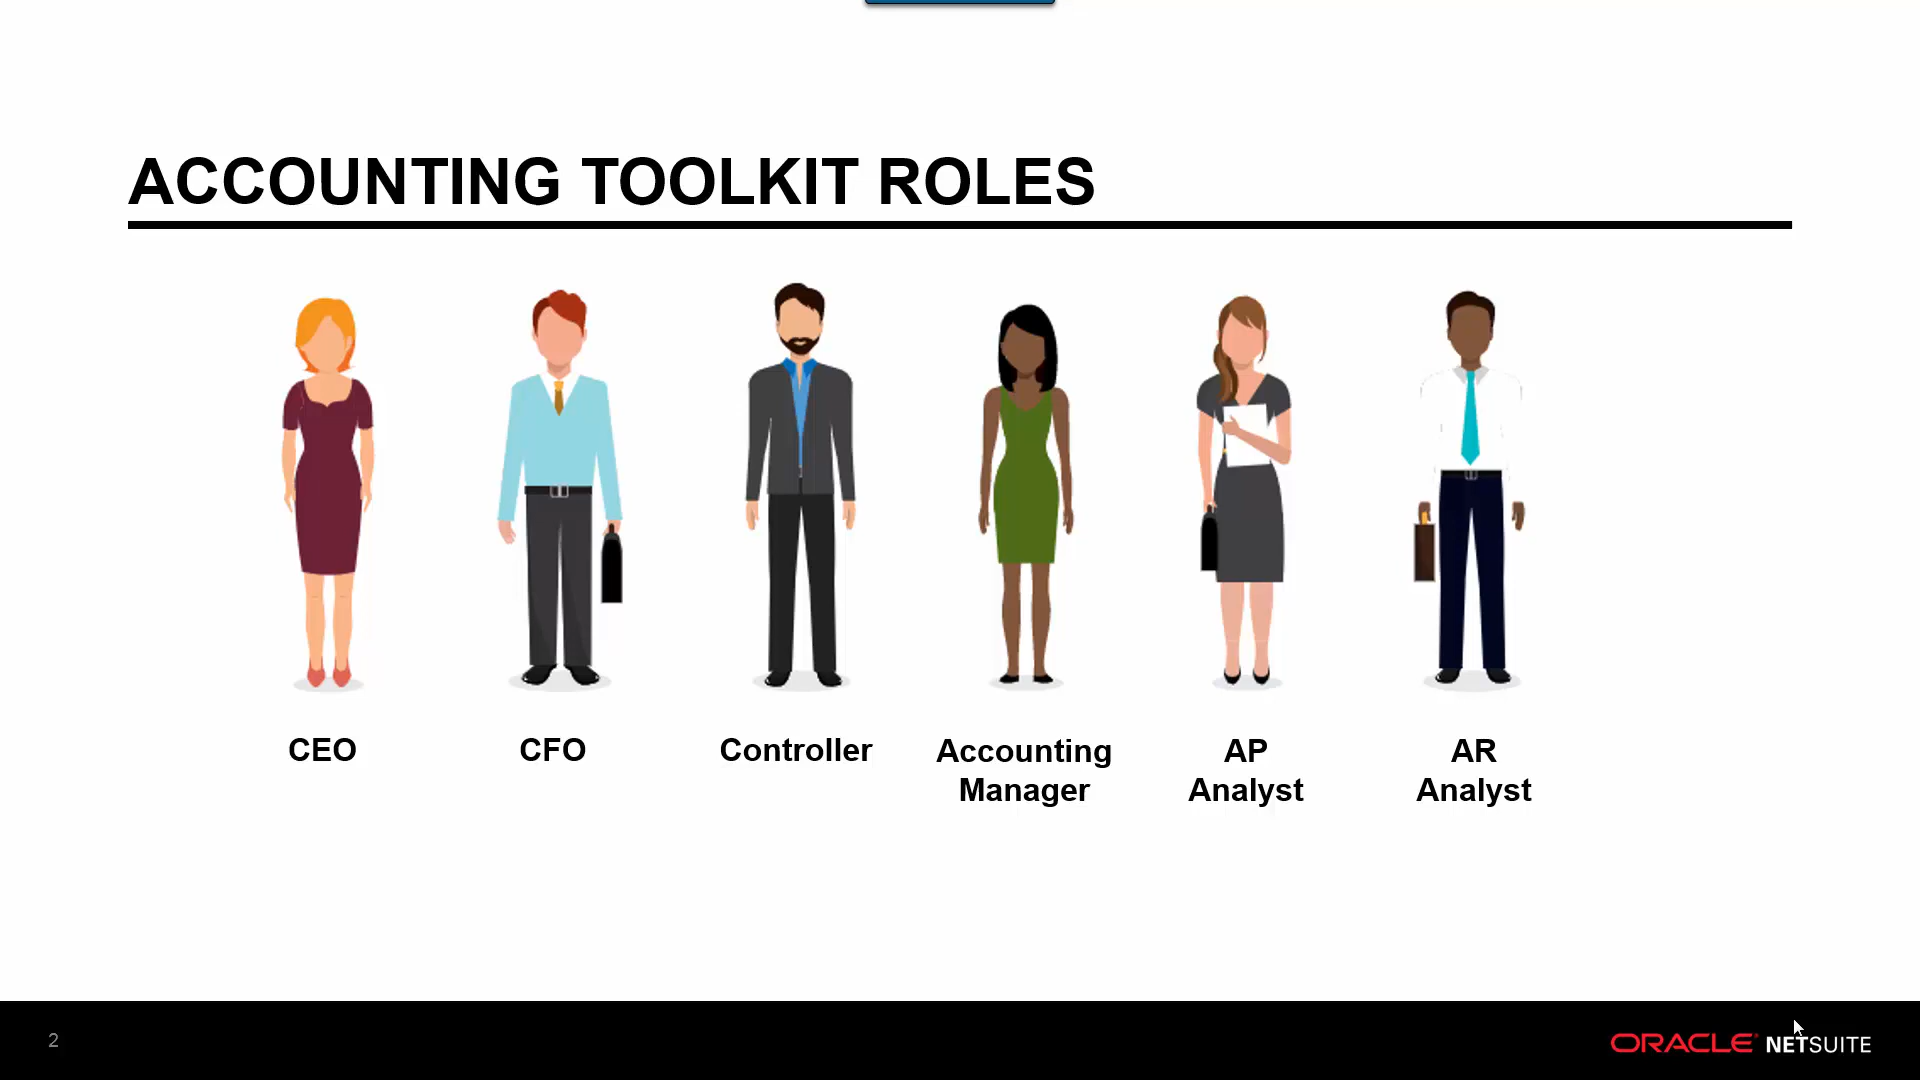 ACCOUNTING TOOLKIT ROLES
CEO
CFO
Controller
Accounting
Manager
AP
Analyst
AR
Analyst
2
ORACLE NETSUITE